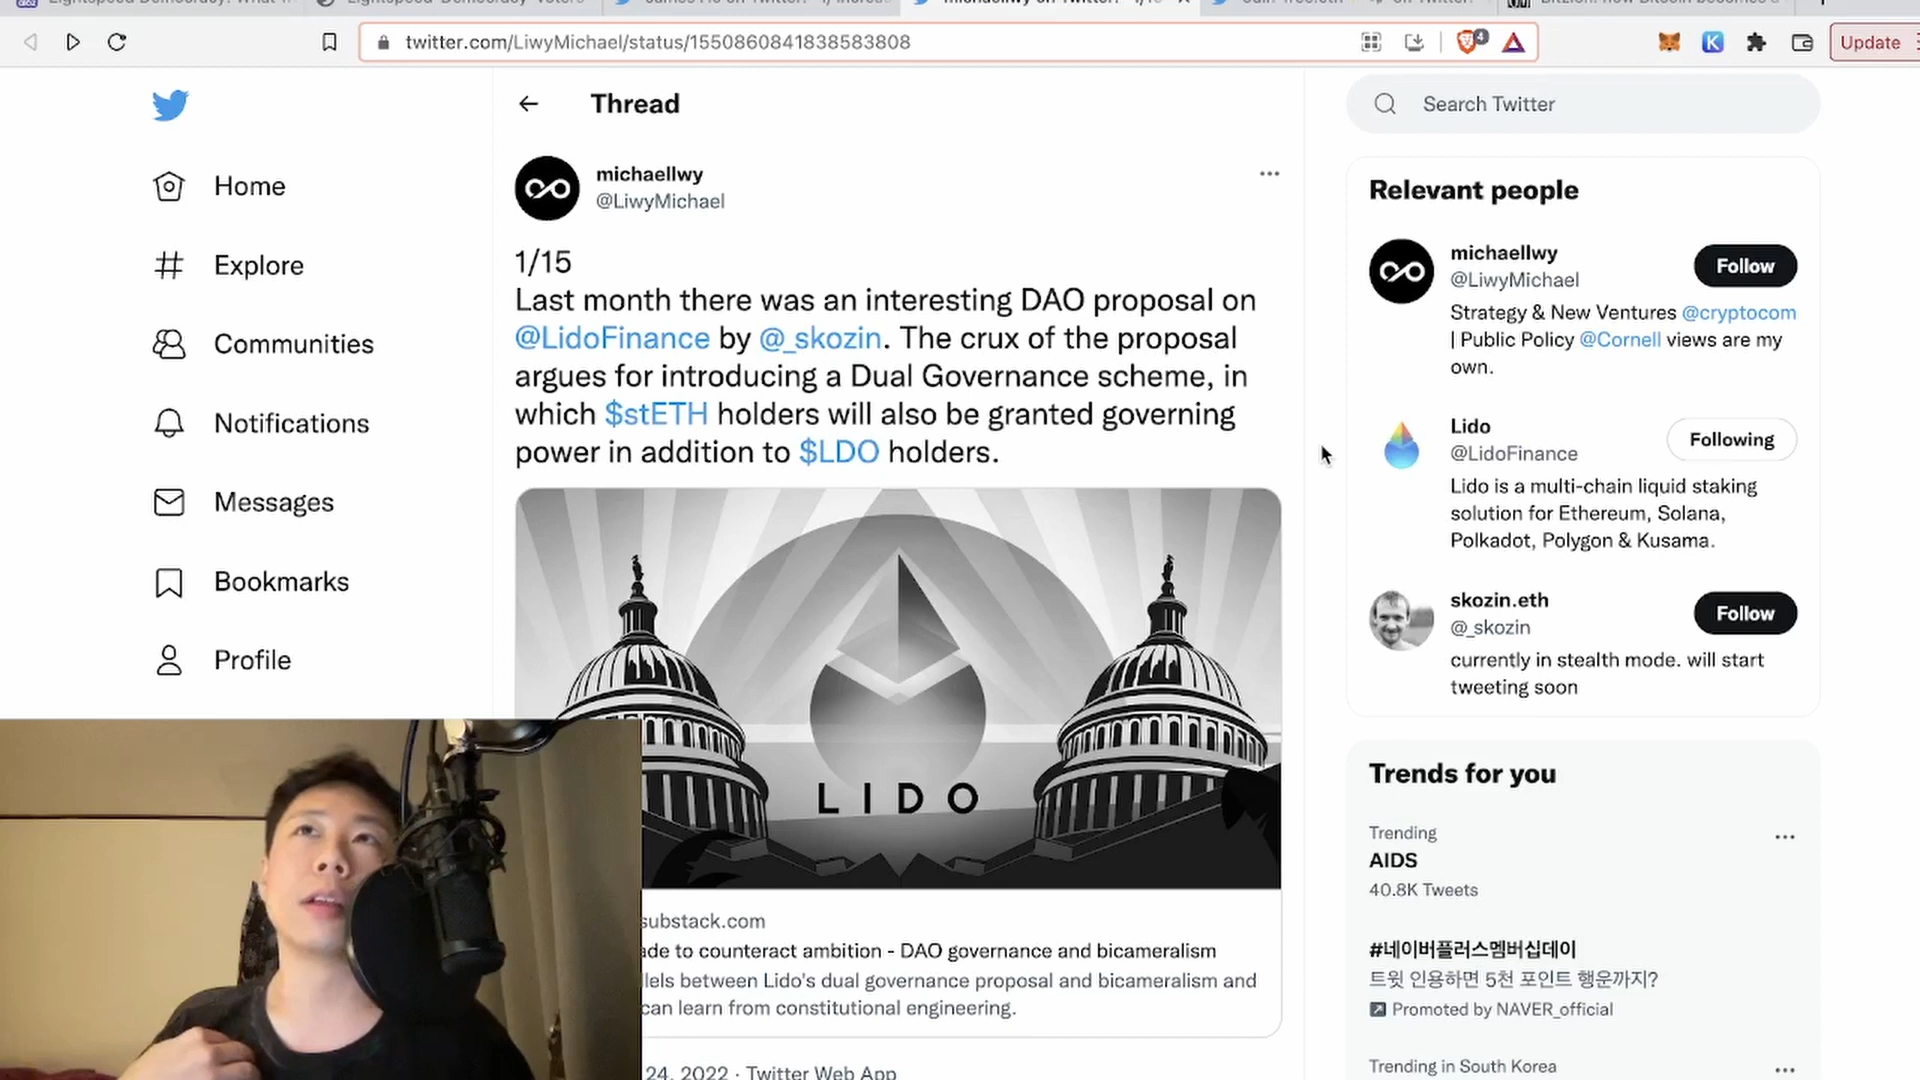 twitter.com/LiwyMichael/status/1550860841838583808
4
Update
Home
Explore
Communities
Notifications
Messages
Bookmarks
Profile
Thread
michaellwy
@LiwyMichael
1/15
Last month there was an interesting DAO proposal on
@LidoFinance by @_skozin. The crux of the proposal
argues for introducing a Dual Governance scheme, in
which $stETH holders will also be granted governing
power in addition to $LDO holders.
LIDO
substack.com
ade to counteract ambition - DAO governance and bicameralism
llels between Lido's dual governance proposal and bicameralism and
can learn from constitutional engineering.
24, 2022 · Twitter Web App
Search Twitter
Relevant people
michaellwy
@LiwyMichael
Follow
Strategy & New Ventures @cryptocom
| Public Policy @Cornell views are my
own.
Lido
@LidoFinance
Following
Lido is a multi-chain liquid staking
solution for Ethereum, Solana,
Polkadot, Polygon & Kusama.
skozin.eth
@_skozin
Follow
currently in stealth mode. will start
tweeting soon
Trends for you
Trending
AIDS
40.8K Tweets
#네이버플러스멤버십데이
트윗 인용하면 5천 포인트 행운까지?
Promoted by NAVER_official
Trending in South Korea